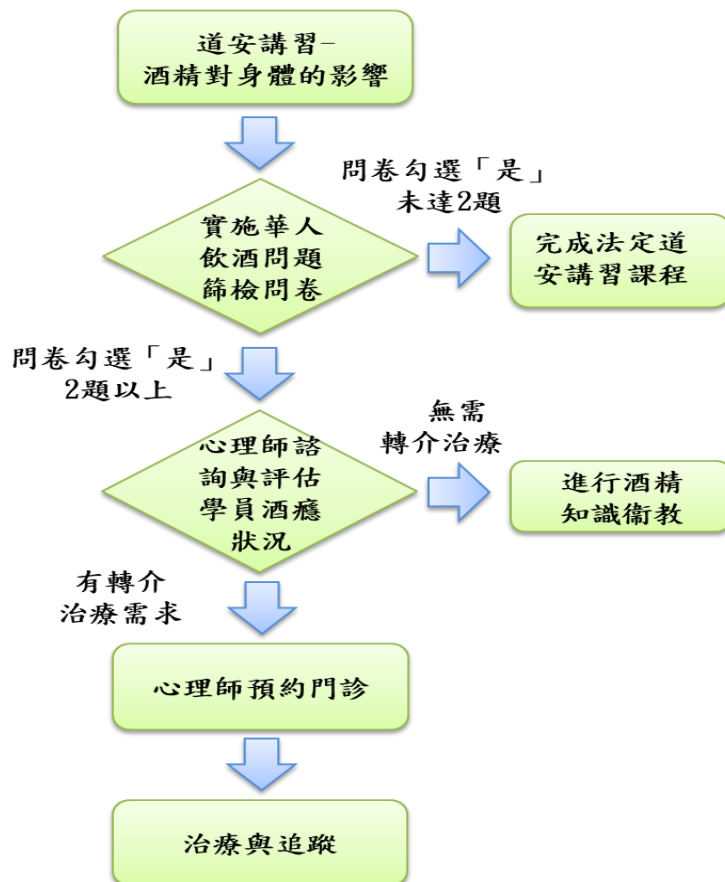 道安講習-
酒精對身體的影響
問卷勾選「是」
未達2題
實施華人
飲酒問題
篩檢問卷
完成法定道
安講習課程
問卷勾選「是」
2題以上
無需
轉介治療
心理師諮
詢與評估
學員酒癮
狀況
進行酒精
知識衛教
有轉介
治療需求
心理師預約門診
治療與追蹤